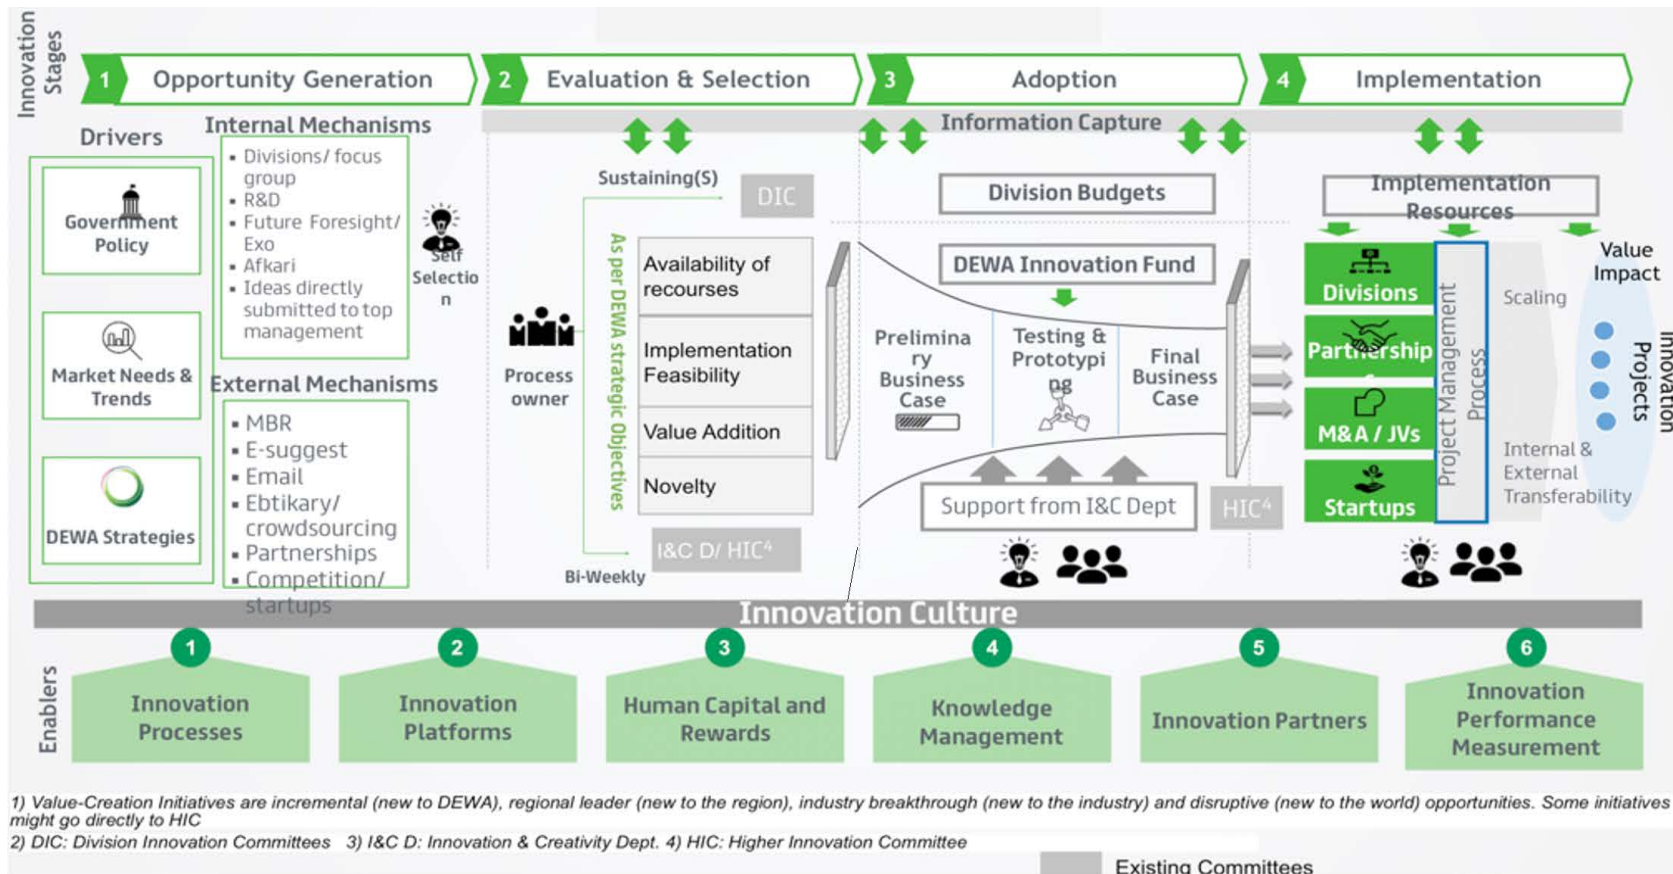 Innovation
Stages
1
Opportunity Generation
2
Evaluation & Selection
3
Adoption
4
Implementation
Information Capture
Drivers
Government
Policy
Market Needs &
Trends
DEWA Strategies
Internal Mechanisms
▪ Divisions/ focus
group
▪ R&D
▪ Future Foresight/
Exo
▪ Afkari
▪ Ideas directly
submitted to top
management
External Mechanisms
▪ MBR
▪ E-suggest
▪ Email
▪ Ebtikary/
crowdsourcing
▪ Partnerships
▪ Competition/
startups
Self
Selectio
n
Process
owner
Sustaining(S)
DIC
As per DEWA strategic Objectives
Availability of
recourses
Implementation
Feasibility
Value Addition
Novelty
I&C D/ HIC4
Bi-Weekly
Division Budgets
DEWA Innovation Fund
Prelimina
ry
Business
Case
Testing &
Prototypi
ng
Final
Business
Case
Support from I&C Dept
HIC4
Implementation
Resources
Divisions
Partnership
M&A / JVs
Startups
Project Management
Process
Scaling
Internal &
External
Transferability
Value
Impact
Innovation
Projects
Innovation Culture
Enablers
1
Innovation
Processes
2
Innovation
Platforms
3
Human Capital and
Rewards
4
Knowledge
Management
5
Innovation Partners
6
Innovation
Performance
Measurement
1) Value-Creation Initiatives are incremental (new to DEWA), regional leader (new to the region), industry breakthrough (new to the industry) and disruptive (new to the world) opportunities. Some initiatives
might go directly to HIC
2) DIC: Division Innovation Committees 3) I&C D: Innovation & Creativity Dept. 4) HIC: Higher Innovation Committee
Existing Committees